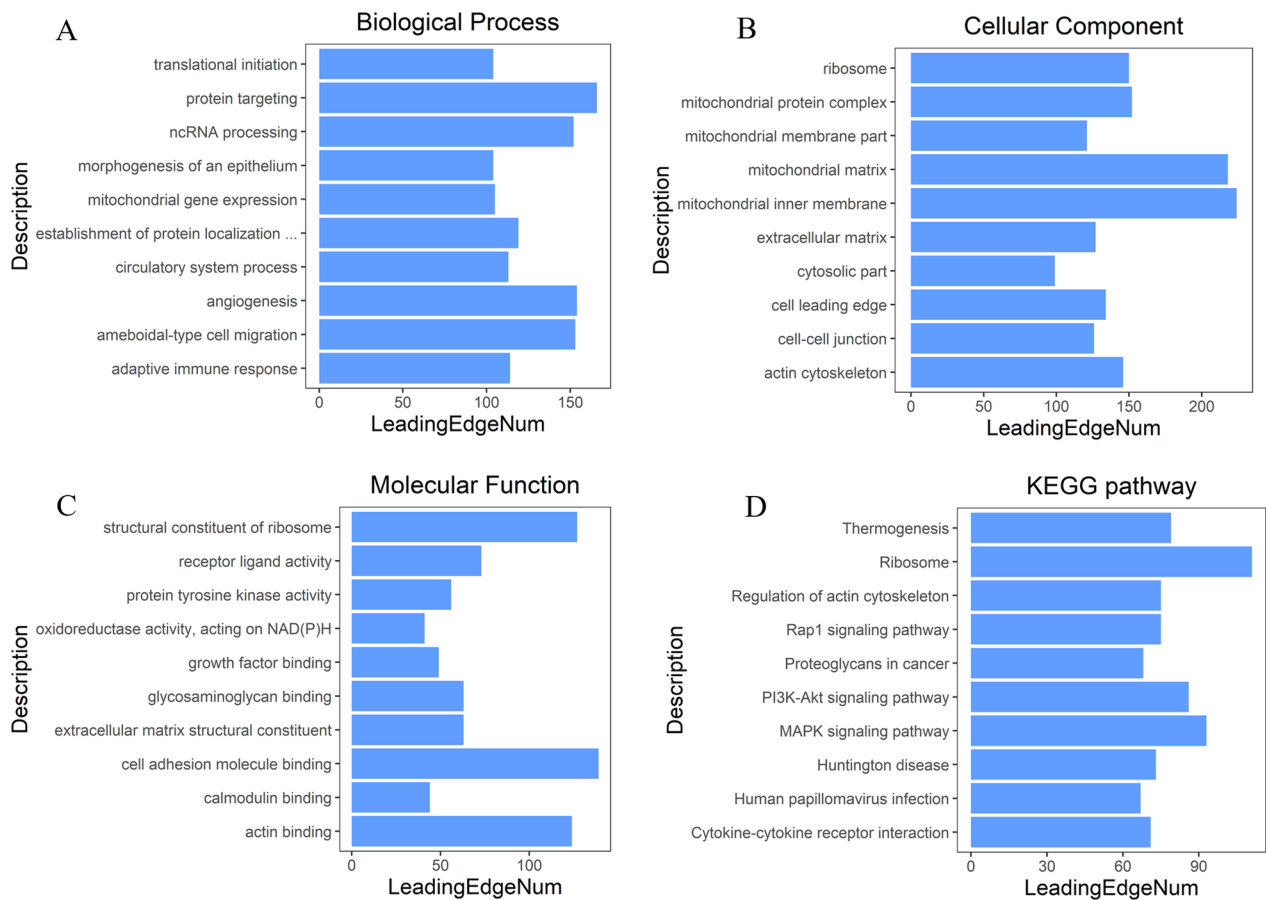 A
Biological Process
Description
translational initiation
protein targeting
ncRNA processing
morphogenesis of an epithelium
mitochondrial gene expression
establishment of protein localization ...
circulatory system process
angiogenesis
ameboidal-type cell migration
adaptive immune response
0 50 100 150
LeadingEdgeNum
B
Cellular Component
Description
ribosome
mitochondrial protein complex
mitochondrial membrane part
mitochondrial matrix
mitochondrial inner membrane
extracellular matrix
cytosolic part
cell leading edge
cell-cell junction
actin cytoskeleton
0 50 100 150 200
LeadingEdgeNum
C
Molecular Function
Description
structural constituent of ribosome
receptor ligand activity
protein tyrosine kinase activity
oxidoreductase activity, acting on NAD(P)H
growth factor binding
glycosaminoglycan binding
extracellular matrix structural constituent
cell adhesion molecule binding
calmodulin binding
actin binding
0 50 100
LeadingEdgeNum
D
KEGG pathway
Description
Thermogenesis
Ribosome
Regulation of actin cytoskeleton
Rap1 signaling pathway
Proteoglycans in cancer
PI3K-Akt signaling pathway
MAPK signaling pathway
Huntington disease
Human papillomavirus infection
Cytokine-cytokine receptor interaction
0 30 60 90
LeadingEdgeNum